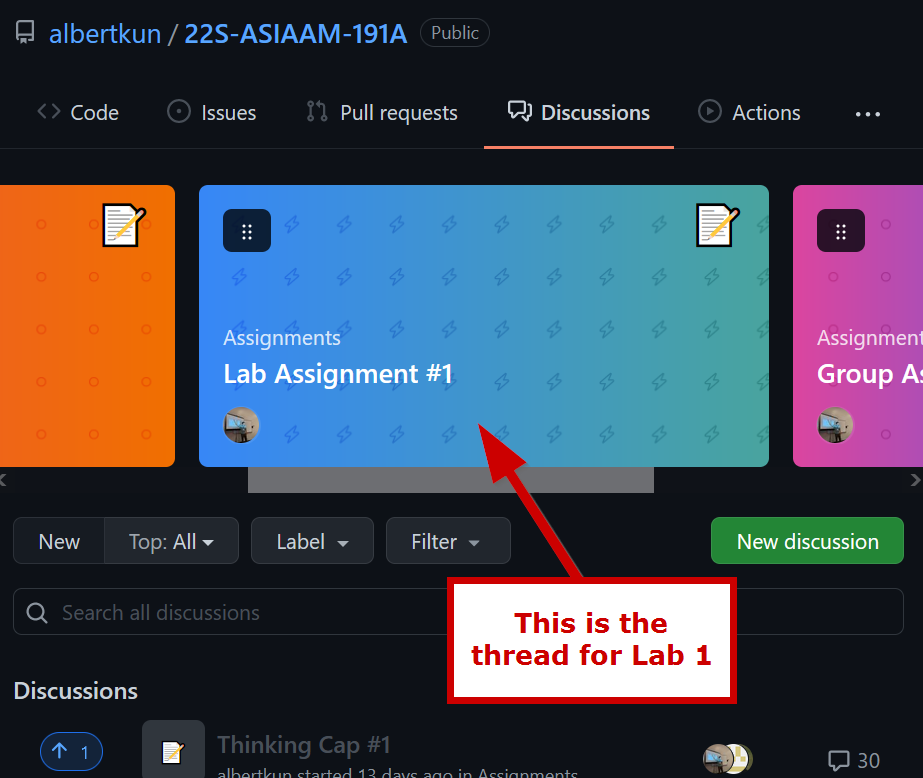 albertkun / 22S-ASIAAM-191A Public
Code Issues Pull requests Discussions Actions ...
Assignments
Lab Assignment #1
Group
This is the
thread for Lab 1
New Top: All Label Filter New discussion
Search all discussions
Discussions
1 Thinking Cap #1 30
albertkun started 13 days ago in Assignments